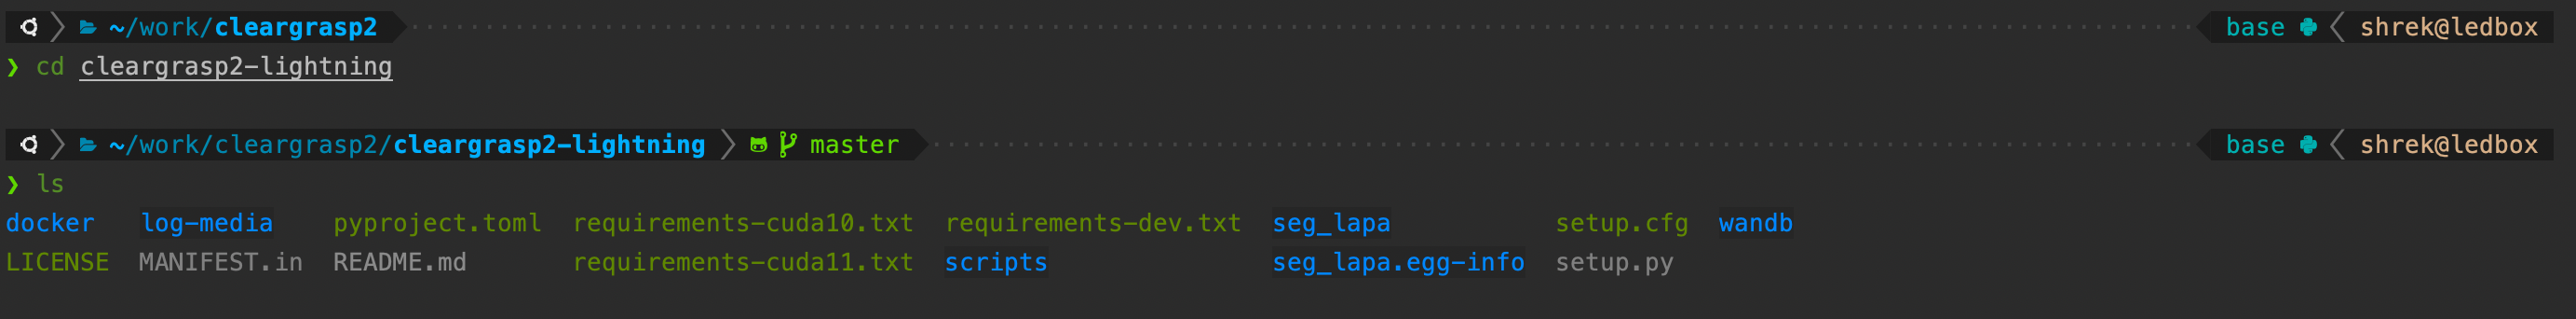 ~/work/cleargrasp2 base shrek@ledbox
❯ cd cleargrasp2-lightning
~/work/cleargrasp2/cleargrasp2-lightning master base shrek@ledbox
❯ ls
docker log-media pyproject.toml requirements-cuda10.txt requirements-dev.txt seg_lapa setup.cfg wandb
LICENSE MANIFEST.in README.md requirements-cuda11.txt scripts seg_lapa.egg-info setup.py